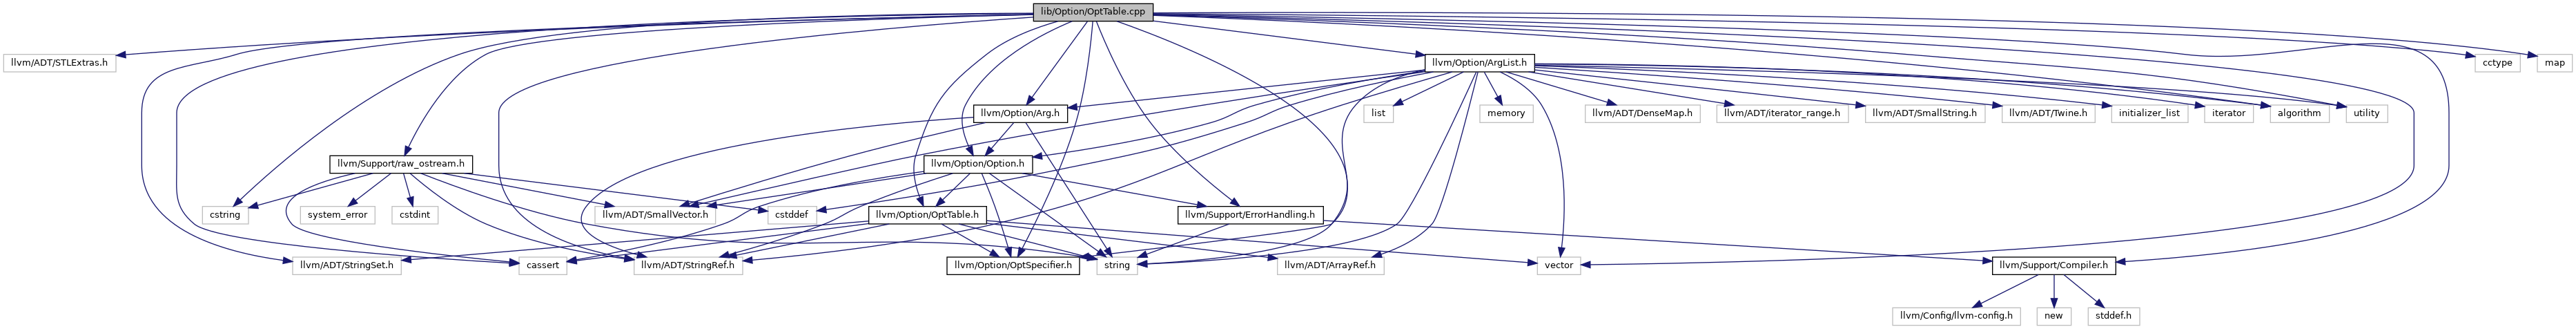 lib/Option/OptTable.cpp
llvm/ADT/STLExtras.h
llvm/Option/ArgList.h
cctype
map
llvm/Option/Arg.h
list
memory
llvm/ADT/DenseMap.h
llvm/ADT/iterator_range.h
llvm/ADT/SmallString.h
llvm/ADT/Twine.h
initializer_list
iterator
algorithm
utility
llvm/Support/raw_ostream.h
llvm/Option/Option.h
cstring
system_error
cstdint
llvm/ADT/SmallVector.h
cstddef
llvm/Option/OptTable.h
llvm/Support/ErrorHandling.h
llvm/ADT/StringSet.h
cassert
llvm/ADT/StringRef.h
llvm/Option/OptSpecifier.h
string
llvm/ADT/ArrayRef.h
vector
llvm/Support/Compiler.h
llvm/Config/llvm-config.h
new
stddef.h